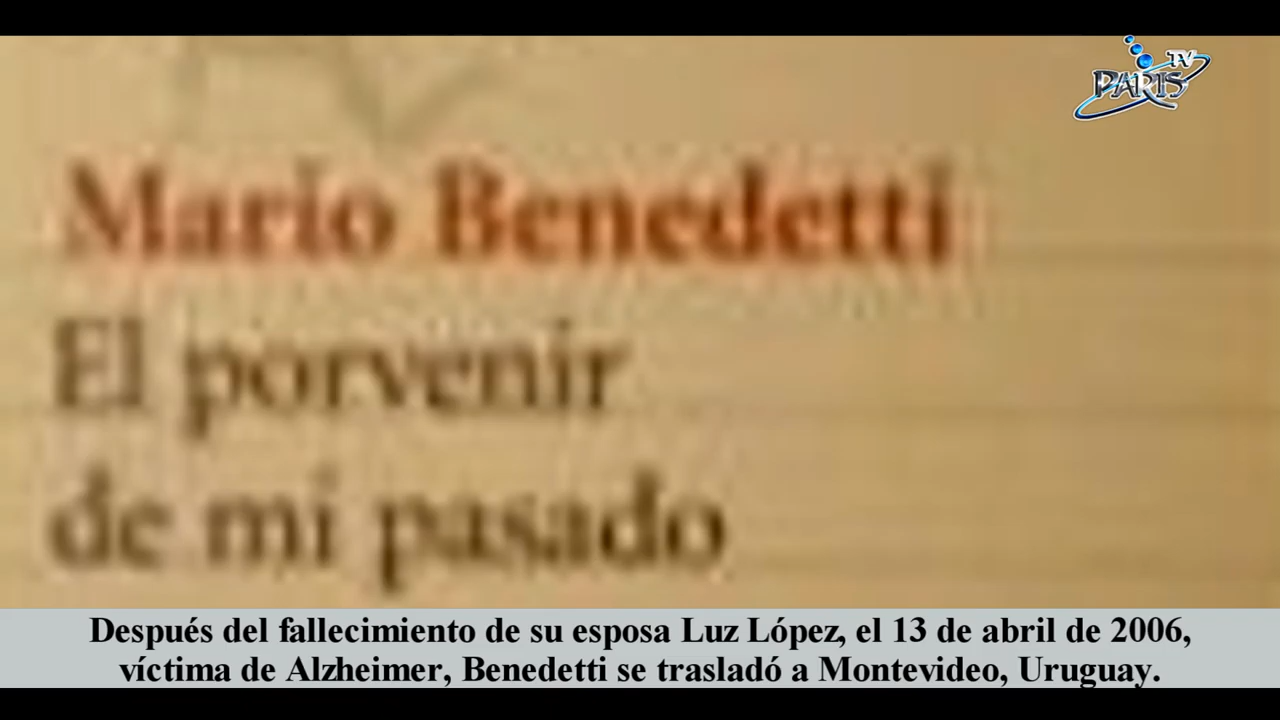 PARIS TV
Mario Benedetti
El porvenir
de mi pasado
Después del fallecimiento de su esposa Luz López, el 13 de abril de 2006,
víctima de Alzheimer, Benedetti se trasladó a Montevideo, Uruguay.